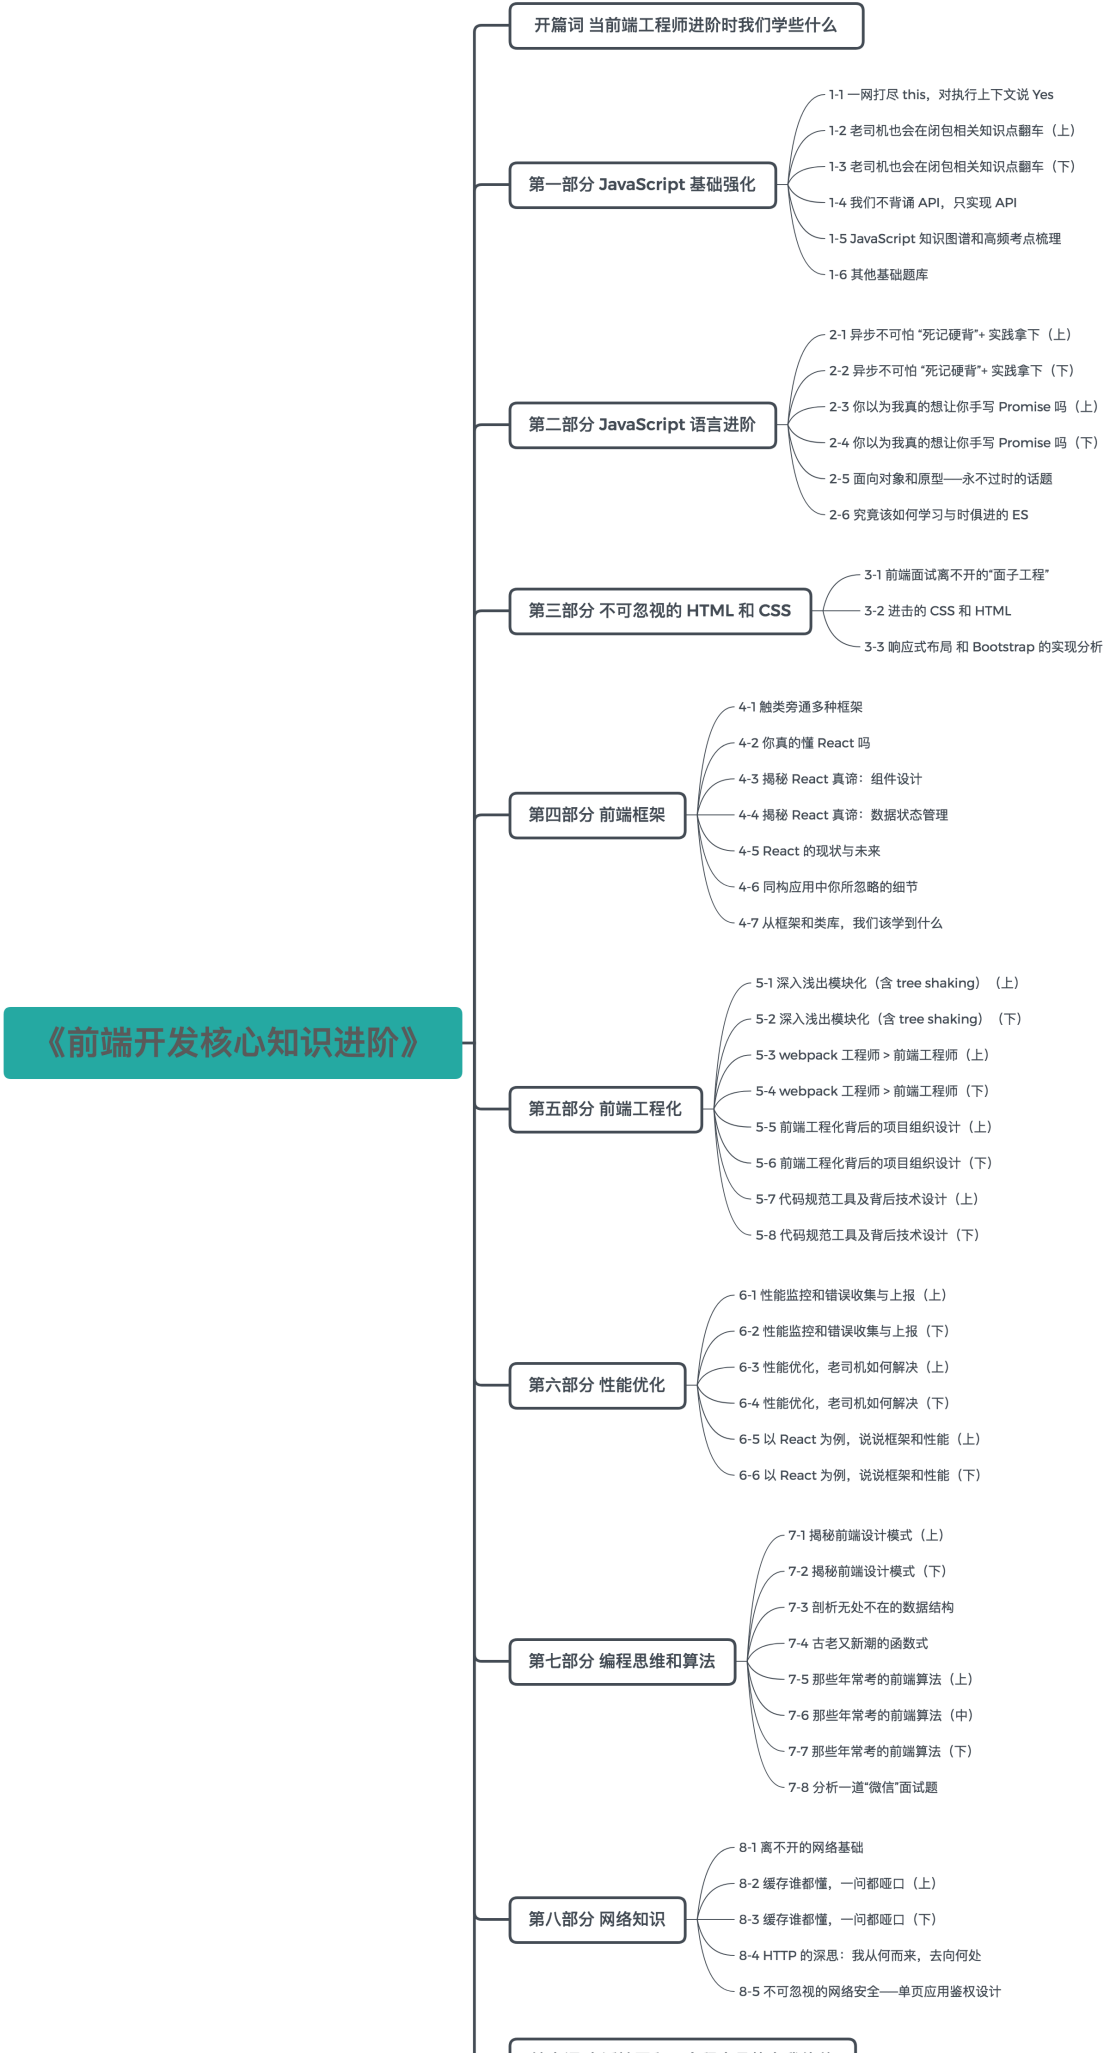 《前端开发核心知识进阶》
开篇词 当前端工程师进阶时我们学些什么
第一部分 JavaScript 基础强化
1-1 一网打尽 this，对执行上下文说 Yes
1-2 老司机也会在闭包相关知识点翻车（上）
1-3 老司机也会在闭包相关知识点翻车（下）
1-4 我们不背诵 API，只实现 API
1-5 JavaScript 知识图谱和高频考点梳理
1-6 其他基础题库
第二部分 JavaScript 语言进阶
2-1 异步不可怕 “死记硬背”+ 实践拿下（上）
2-2 异步不可怕 “死记硬背”+ 实践拿下（下）
2-3 你以为我真的想让你手写 Promise 吗（上）
2-4 你以为我真的想让你手写 Promise 吗（下）
2-5 面向对象和原型——永不过时的话题
2-6 究竟该如何学习与时俱进的 ES
第三部分 不可忽视的 HTML 和 CSS
3-1 前端面试离不开的“面子工程”
3-2 进击的 CSS 和 HTML
3-3 响应式布局 和 Bootstrap 的实现分析
第四部分 前端框架
4-1 触类旁通多种框架
4-2 你真的懂 React 吗
4-3 揭秘 React 真谛：组件设计
4-4 揭秘 React 真谛：数据状态管理
4-5 React 的现状与未来
4-6 同构应用中你所忽略的细节
4-7 从框架和类库，我们该学到什么
第五部分 前端工程化
5-1 深入浅出模块化（含 tree shaking）（上）
5-2 深入浅出模块化（含 tree shaking）（下）
5-3 webpack 工程师 > 前端工程师（上）
5-4 webpack 工程师 > 前端工程师（下）
5-5 前端工程化背后的项目组织设计（上）
5-6 前端工程化背后的项目组织设计（下）
5-7 代码规范工具及背后技术设计（上）
5-8 代码规范工具及背后技术设计（下）
第六部分 性能优化
6-1 性能监控和错误收集与上报（上）
6-2 性能监控和错误收集与上报（下）
6-3 性能优化，老司机如何解决（上）
6-4 性能优化，老司机如何解决（下）
6-5 以 React 为例，说说框架和性能（上）
6-6 以 React 为例，说说框架和性能（下）
第七部分 编程思维和算法
7-1 揭秘前端设计模式（上）
7-2 揭秘前端设计模式（下）
7-3 剖析无处不在的数据结构
7-4 古老又新潮的函数式
7-5 那些年常考的前端算法（上）
7-6 那些年常考的前端算法（中）
7-7 那些年常考的前端算法（下）
7-8 分析一道“微信”面试题
第八部分 网络知识
8-1 离不开的网络基础
8-2 缓存谁都懂，一问都哑口（上）
8-3 缓存谁都懂，一问都哑口（下）
8-4 HTTP 的深思：我从何而来，去向何处
8-5 不可忽视的网络安全——单页应用鉴权设计